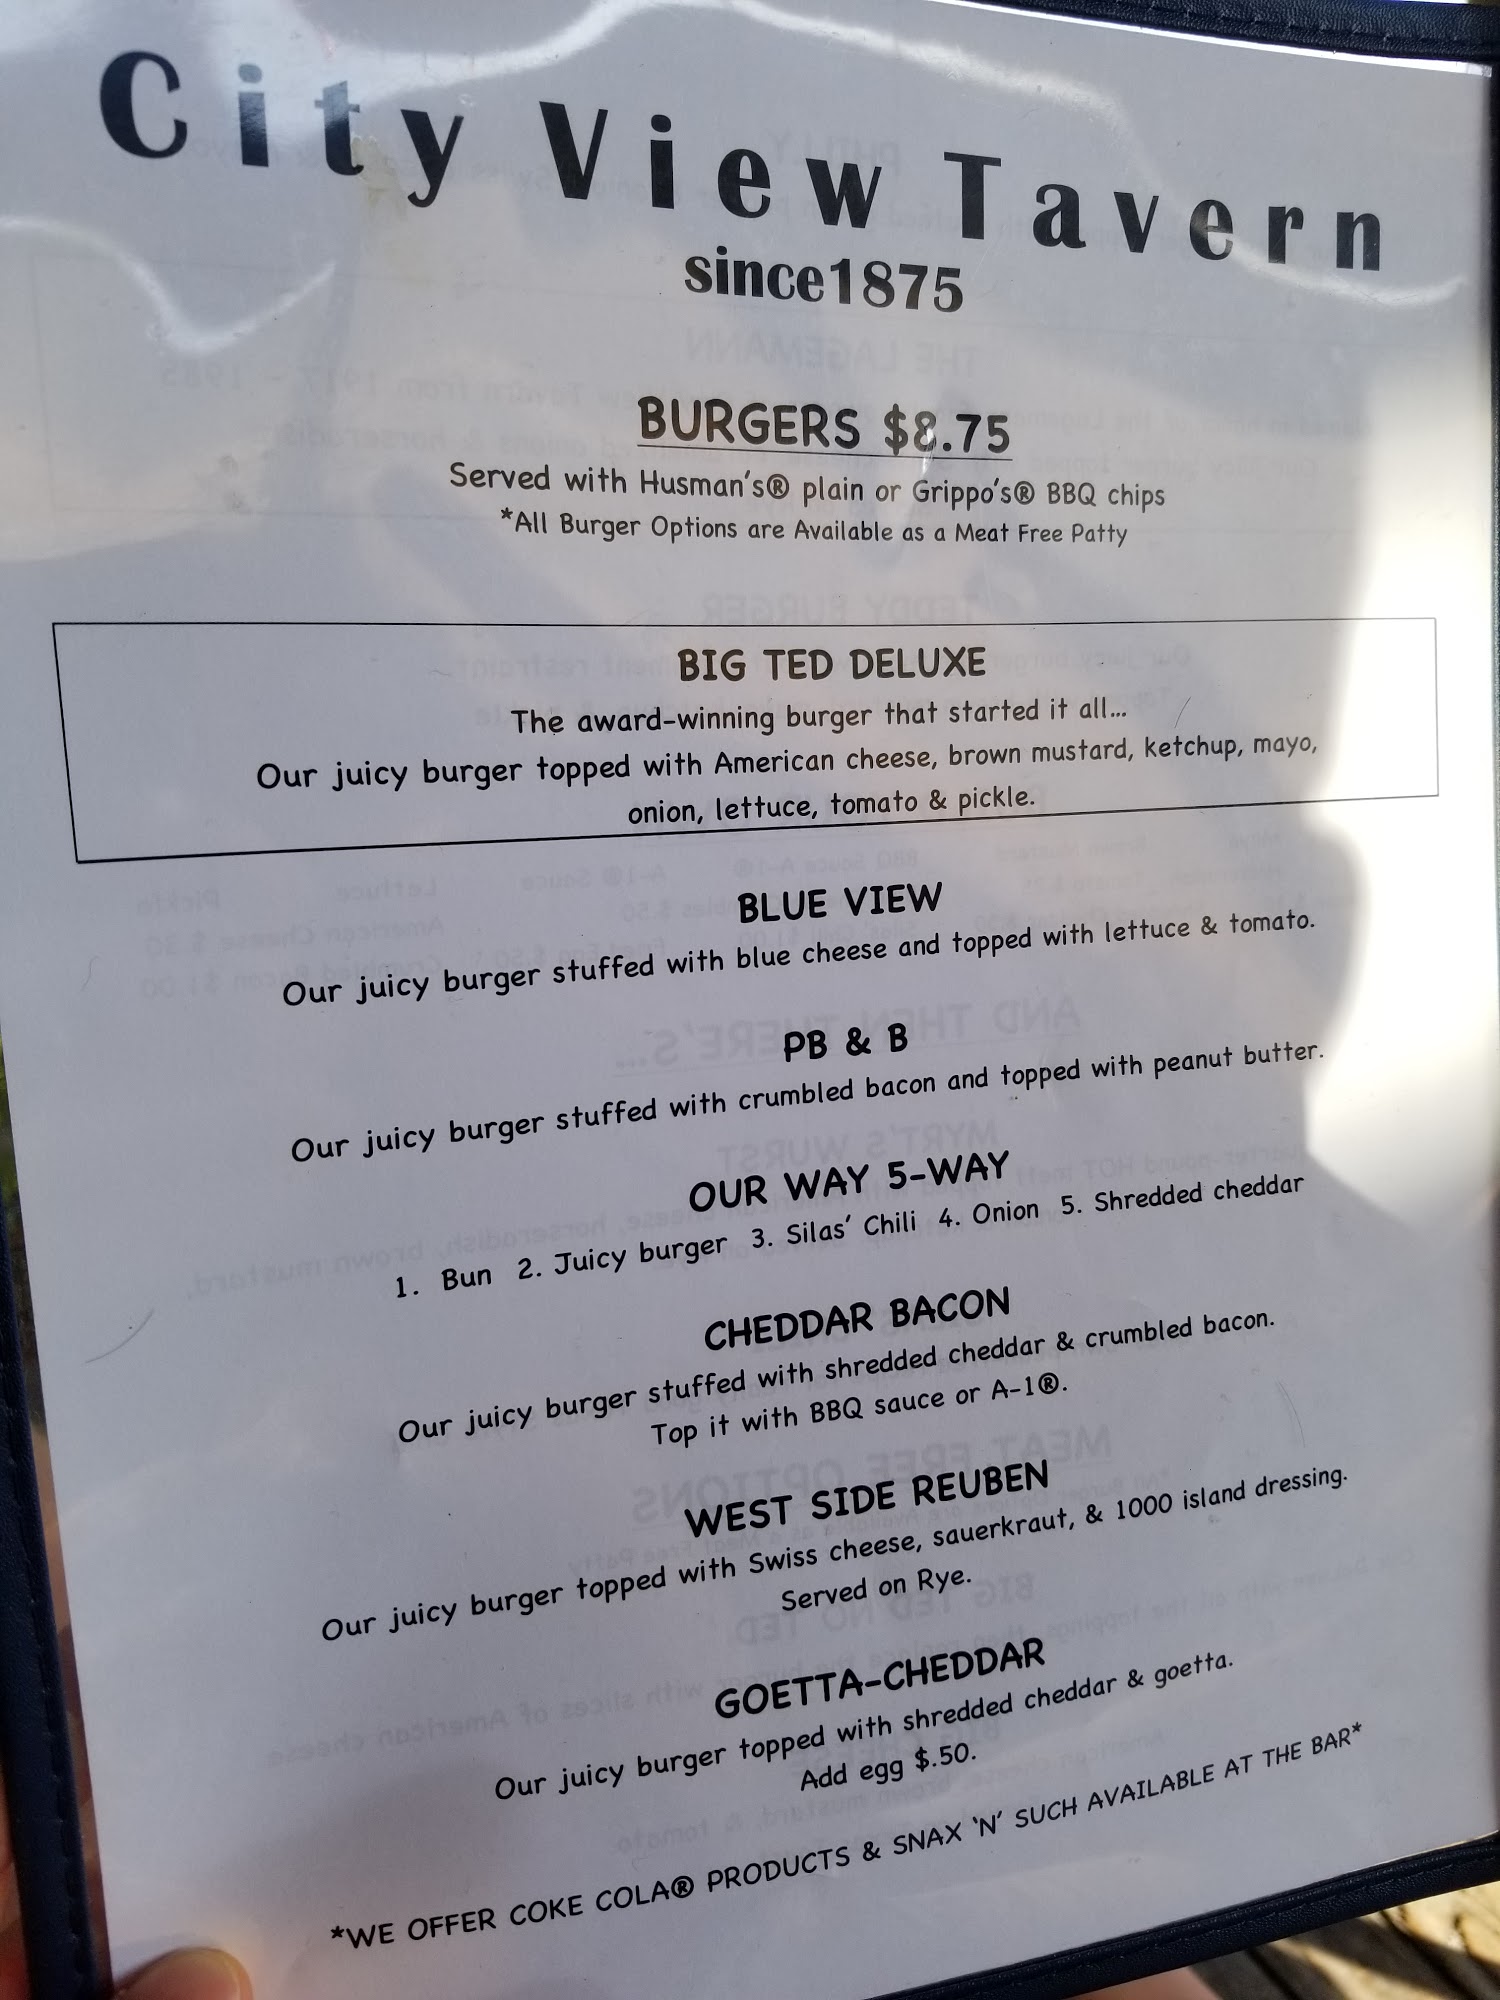 City View Tavern
since1875
BURGERS $8.75
Served with Husman's® plain or Grippo's® BBQ chips
*All Burger Options are Available as a Meat Free Patty
BIG TED DELUXE
The award-winning burger that started it all...
Our juicy burger topped with American cheese, brown mustard, ketchup, mayo,
onion, lettuce, tomato & pickle.
BLUE VIEW
Our juicy burger stuffed with blue cheese and topped with lettuce & tomato.
PB & B
Our juicy burger stuffed with crumbled bacon and topped with peanut butter.
OUR WAY 5-WAY
1. Bun 2. Juicy burger 3. Silas' Chili 4. Onion 5. Shredded cheddar
CHEDDAR BACON
Our juicy burger stuffed with shredded cheddar & crumbled bacon.
Top it with BBQ sauce or A-1®.
WEST SIDE REUBEN
Our juicy burger topped with Swiss cheese, sauerkraut, & 1000 island dressing.
Served on Rye.
GOETTA-CHEDDAR
Our juicy burger topped with shredded cheddar & goetta.
Add egg $.50.
*WE OFFER COKE COLA® PRODUCTS & SNAX 'N' SUCH AVAILABLE AT THE BAR*